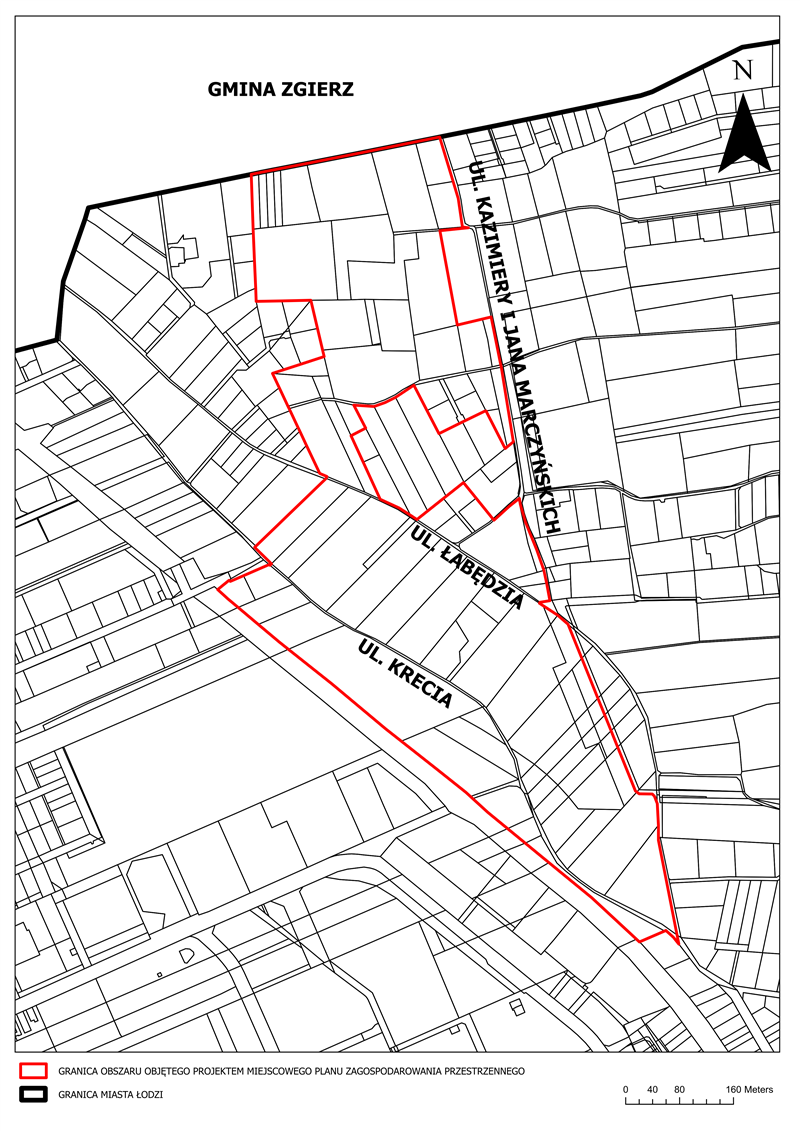 GMINA ZGIERZ
N
UL. KAZIMIERY I JANA MARCZYŃSKICH
UL. ŁABĘDZIA
UL. KRECIA
GRANICA OBSZARU OBJĘTEGO PROJEKTEM MIEJSCOWEGO PLANU ZAGOSPODAROWANIA PRZESTRZENNEGO
GRANICA MIASTA ŁODZI
0 40 80 160 Meters